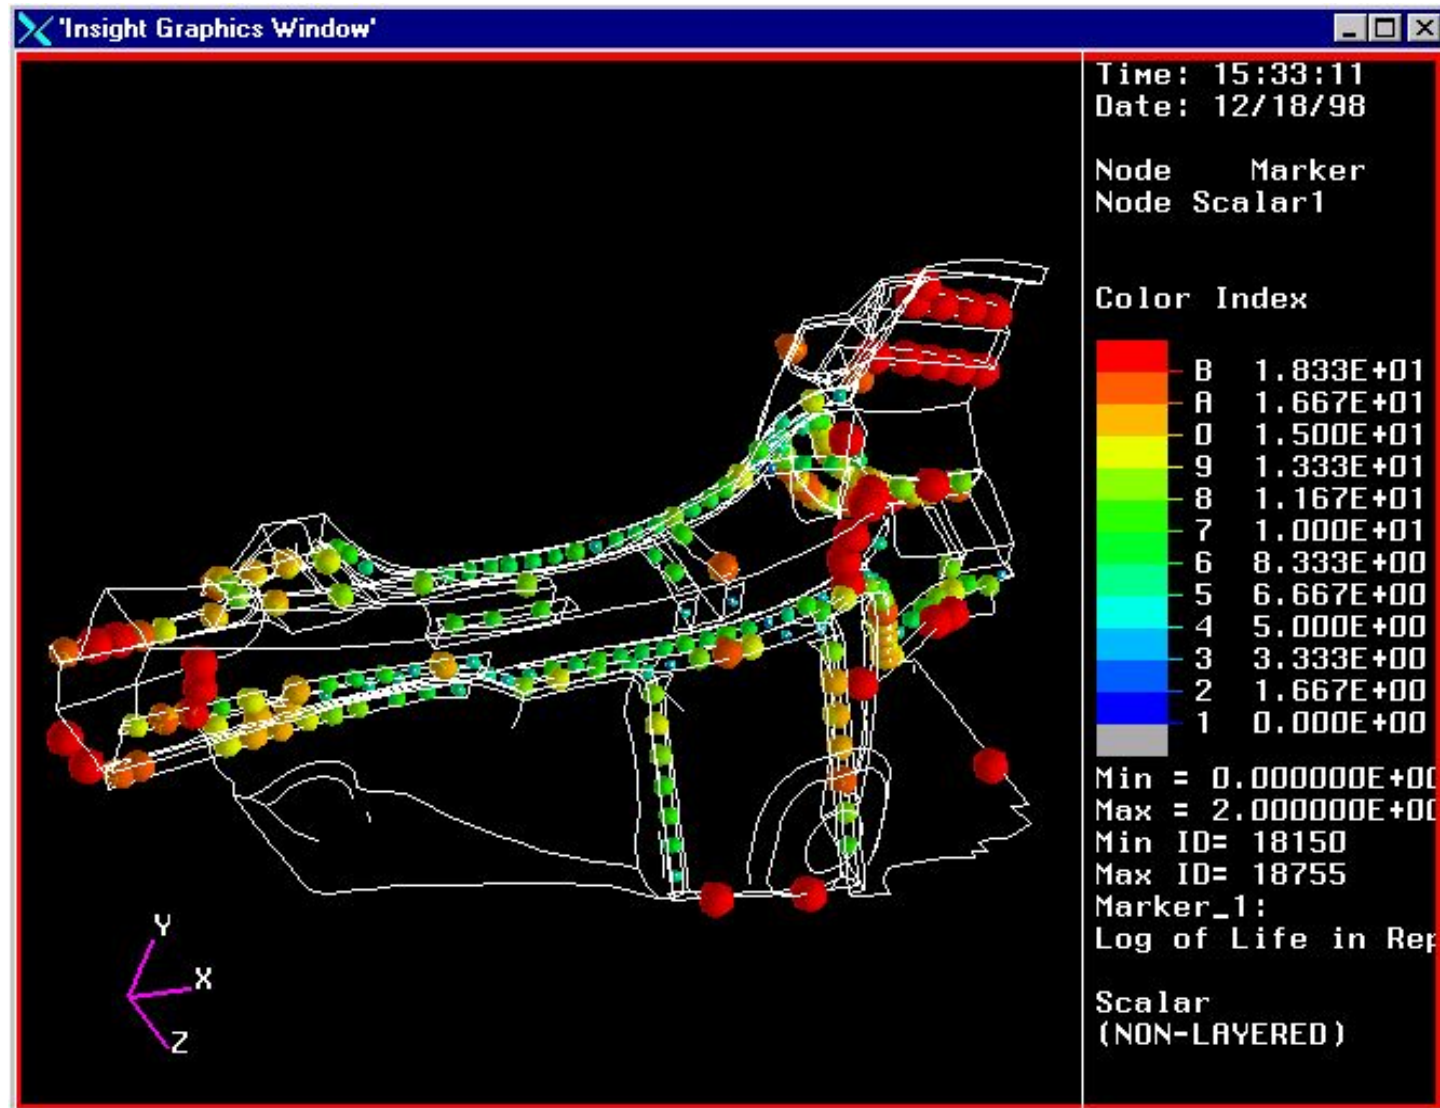 'Insight Graphics Window'
Time: 15:33:11
Date: 12/18/98
Node Marker
Node Scalar1
Color Index
B 1.833E+01
A 1.667E+01
0 1.500E+01
9 1.333E+01
8 1.167E+01
7 1.000E+01
6 8.333E+00
5 6.667E+00
4 5.000E+00
3 3.333E+00
2 1.667E+00
1 0.000E+00
Min = 0.000000E+00
Max = 2.000000E+00
Min ID= 18150
Max ID= 18755
Marker_1:
Log of Life in Rep
Scalar
(NON-LAYERED)
Y
X
Z